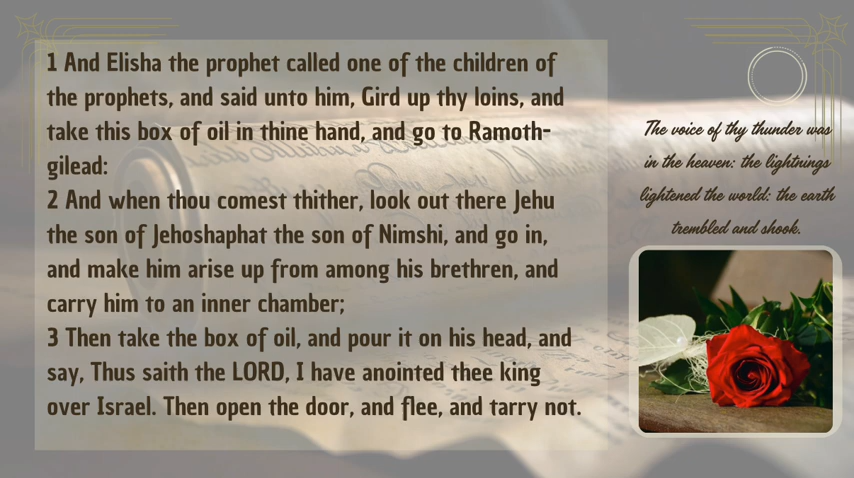 1 And Elisha the prophet called one of the children of
the prophets, and said unto him, Gird up thy loins, and
take this box of oil in thine hand, and go to Ramoth-
gilead:
2 And when thou comest thither, look out there Jehu
the son of Jehoshaphat the son of Nimshi, and go in,
and make him arise up from among his brethren, and
carry him to an inner chamber;
3 Then take the box of oil, and pour it on his head, and
say, Thus saith the LORD, I have anointed thee king
over Israel. Then open the door, and flee, and tarry not.
The voice of thy thunder was
in the heaven: the lightnings
lightened the world: the earth
trembled and shook.